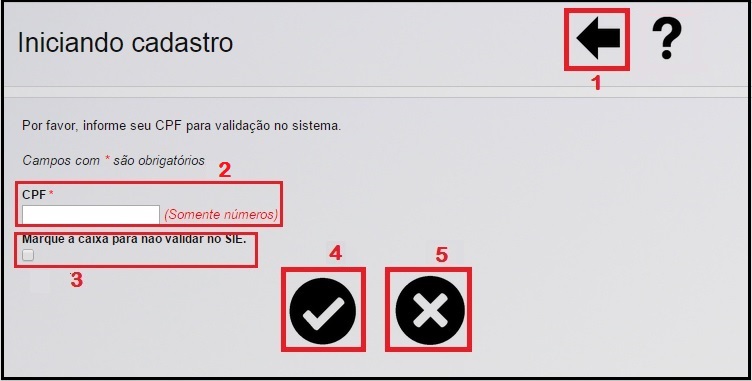 Iniciando cadastro
?
1
Por favor, informe seu CPF para validação no sistema.
Campos com * são obrigatórios
2
CPF *
(Somente números)
Marque a caixa para não validar no SIE.
3
4
5